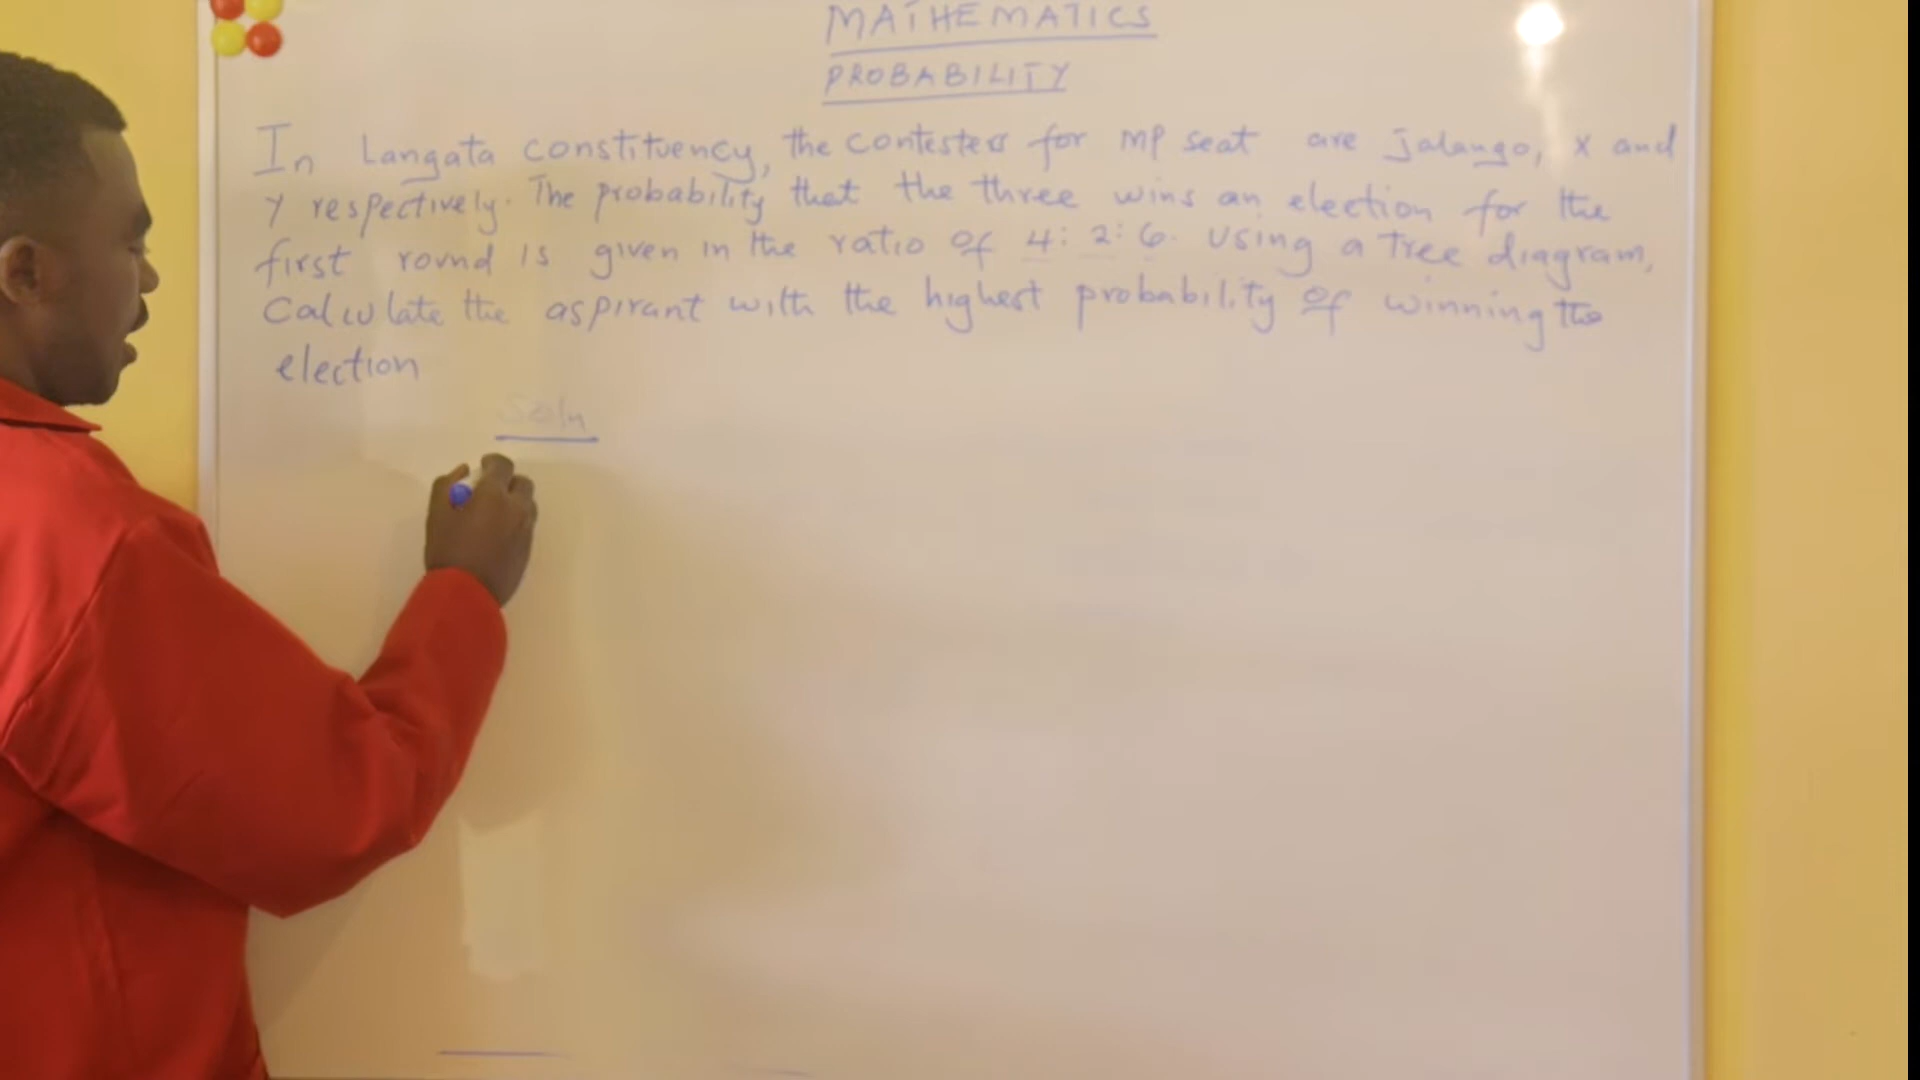 MATHEMATICS
PROBABILITY
In Langata constituency, the contesters for MP seat are Jalango, X and
Y respectively. The probability that the three wins an election for the
first round is given in the ratio of 4: 2: 6. Using a Tree diagram,
Calculate the aspirant with the highest probability of winning the
election
Soln